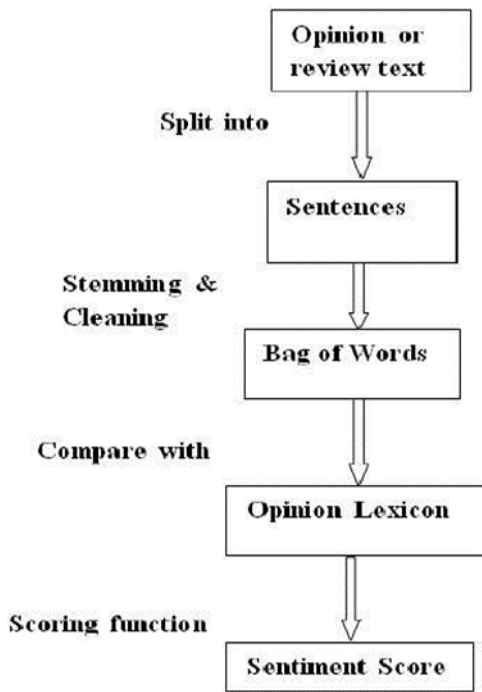 Opinion or
review text
Split into
Sentences
Stemming &
Cleaning
Bag of Words
Compare with
Opinion Lexicon
Scoring function
Sentiment Score